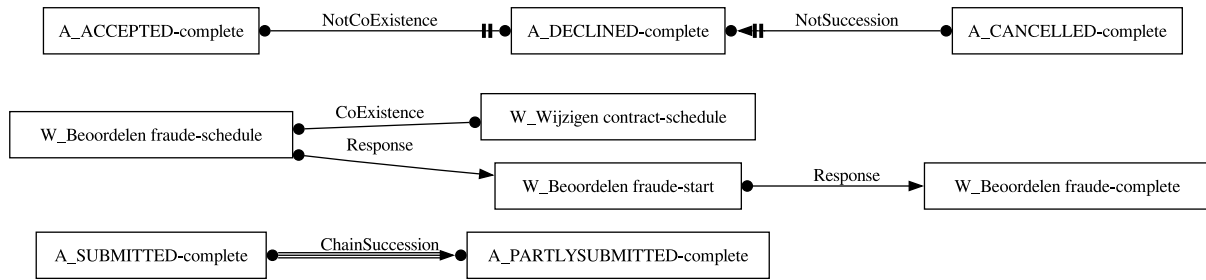 NotCoExistence
NotSuccession
A_ACCEPTED-complete
A_DECLINED-complete
A_CANCELLED-complete
CoExistence
W_Wijzigen contract-schedule
W_Beoordelen fraude-schedule
Response
W_Beoordelen fraude-start
Response
W_Beoordelen fraude-complete
ChainSuccession
A_SUBMITTED-complete
A_PARTLYSUBMITTED-complete